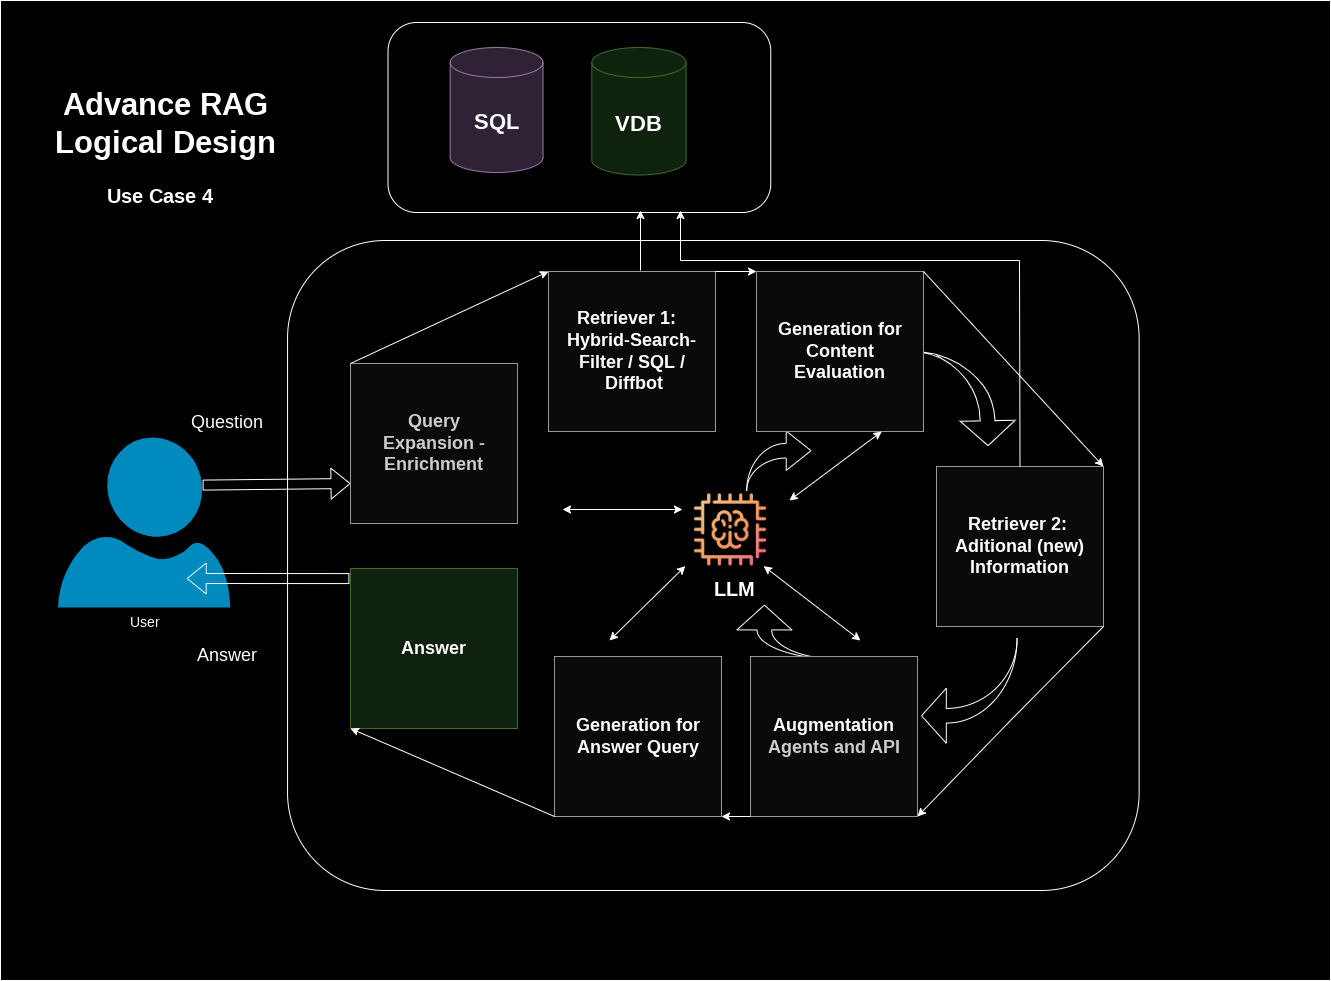 Advance RAG
Logical Design
Use Case 4
SQL
VDB
Retriever 1:
Hybrid-Search-
Filter / SQL /
Diffbot
Generation for
Content
Evaluation
Question
Query
Expansion -
Enrichment
Retriever 2:
Aditional (new)
Information
LLM
User
Answer
Answer
Generation for
Answer Query
Augmentation
Agents and API